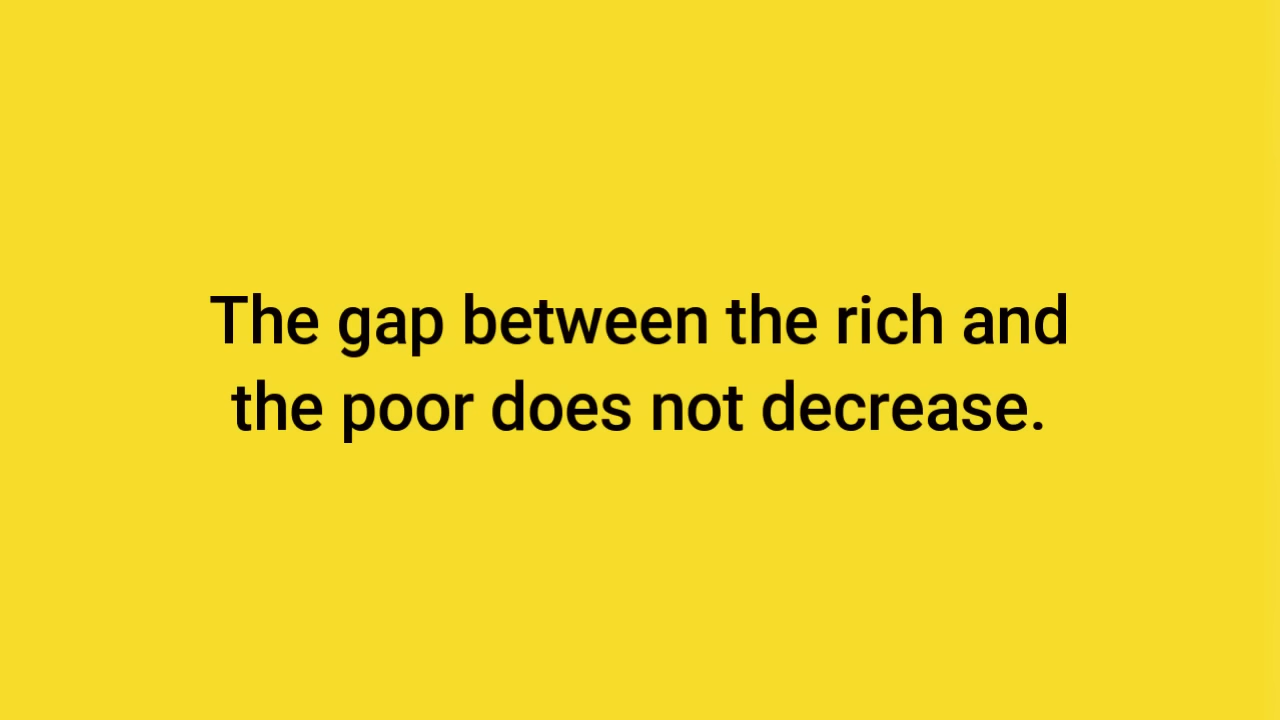 The gap between the rich and
the poor does not decrease.